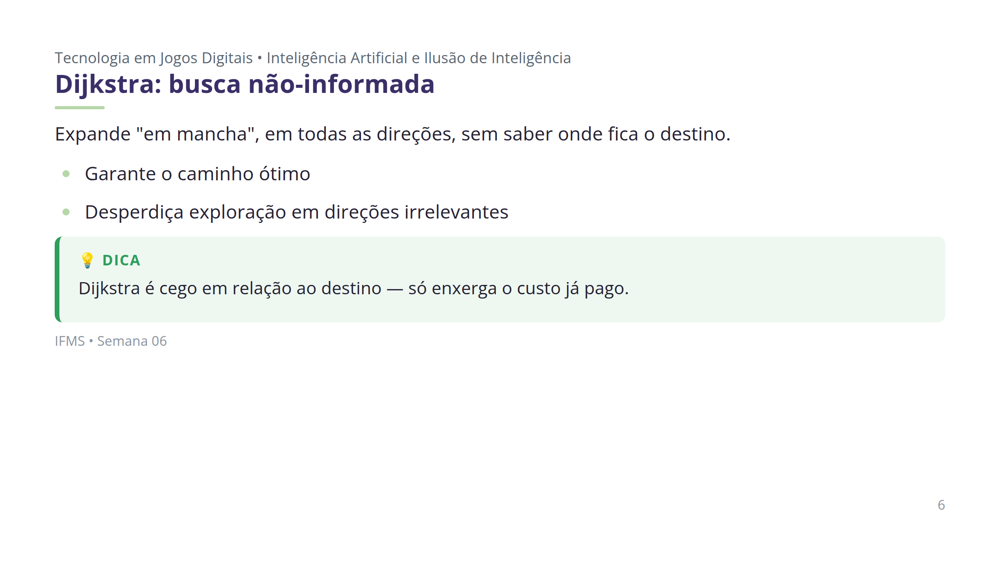 Tecnologia em Jogos Digitais • Inteligência Artificial e Ilusão de Inteligência
Dijkstra: busca não-informada
Expande "em mancha", em todas as direções, sem saber onde fica o destino.
• Garante o caminho ótimo
• Desperdiça exploração em direções irrelevantes
💡 DICA
Dijkstra é cego em relação ao destino — só enxerga o custo já pago.
IFMS • Semana 06
6